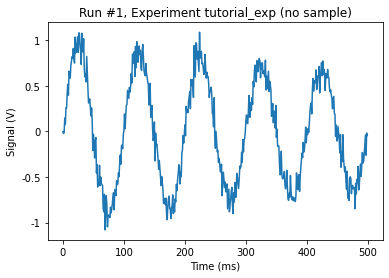 Run #1, Experiment tutorial_exp (no sample)
1
0.5
0
-0.5
-1
Signal (V)
0 100 200 300 400 500
Time (ms)